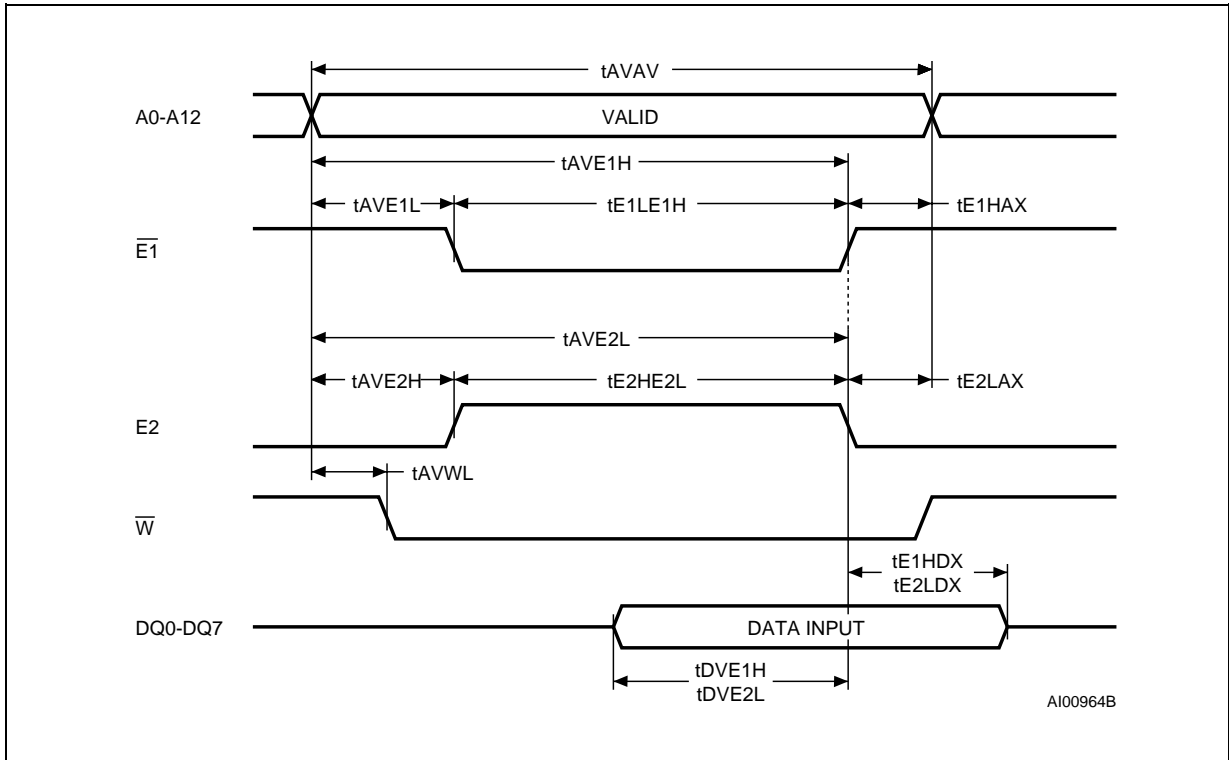 tAVAV
A0-A12
VALID
tAVE1H
tAVE1L
tE1LE1H
tE1HAX
E1
tAVE2L
tAVE2H
tE2HE2L
tE2LAX
E2
tAVWL
W
tE1HDX
tE2LDX
DQ0-DQ7
DATA INPUT
tDVE1H
tDVE2L
AI00964B